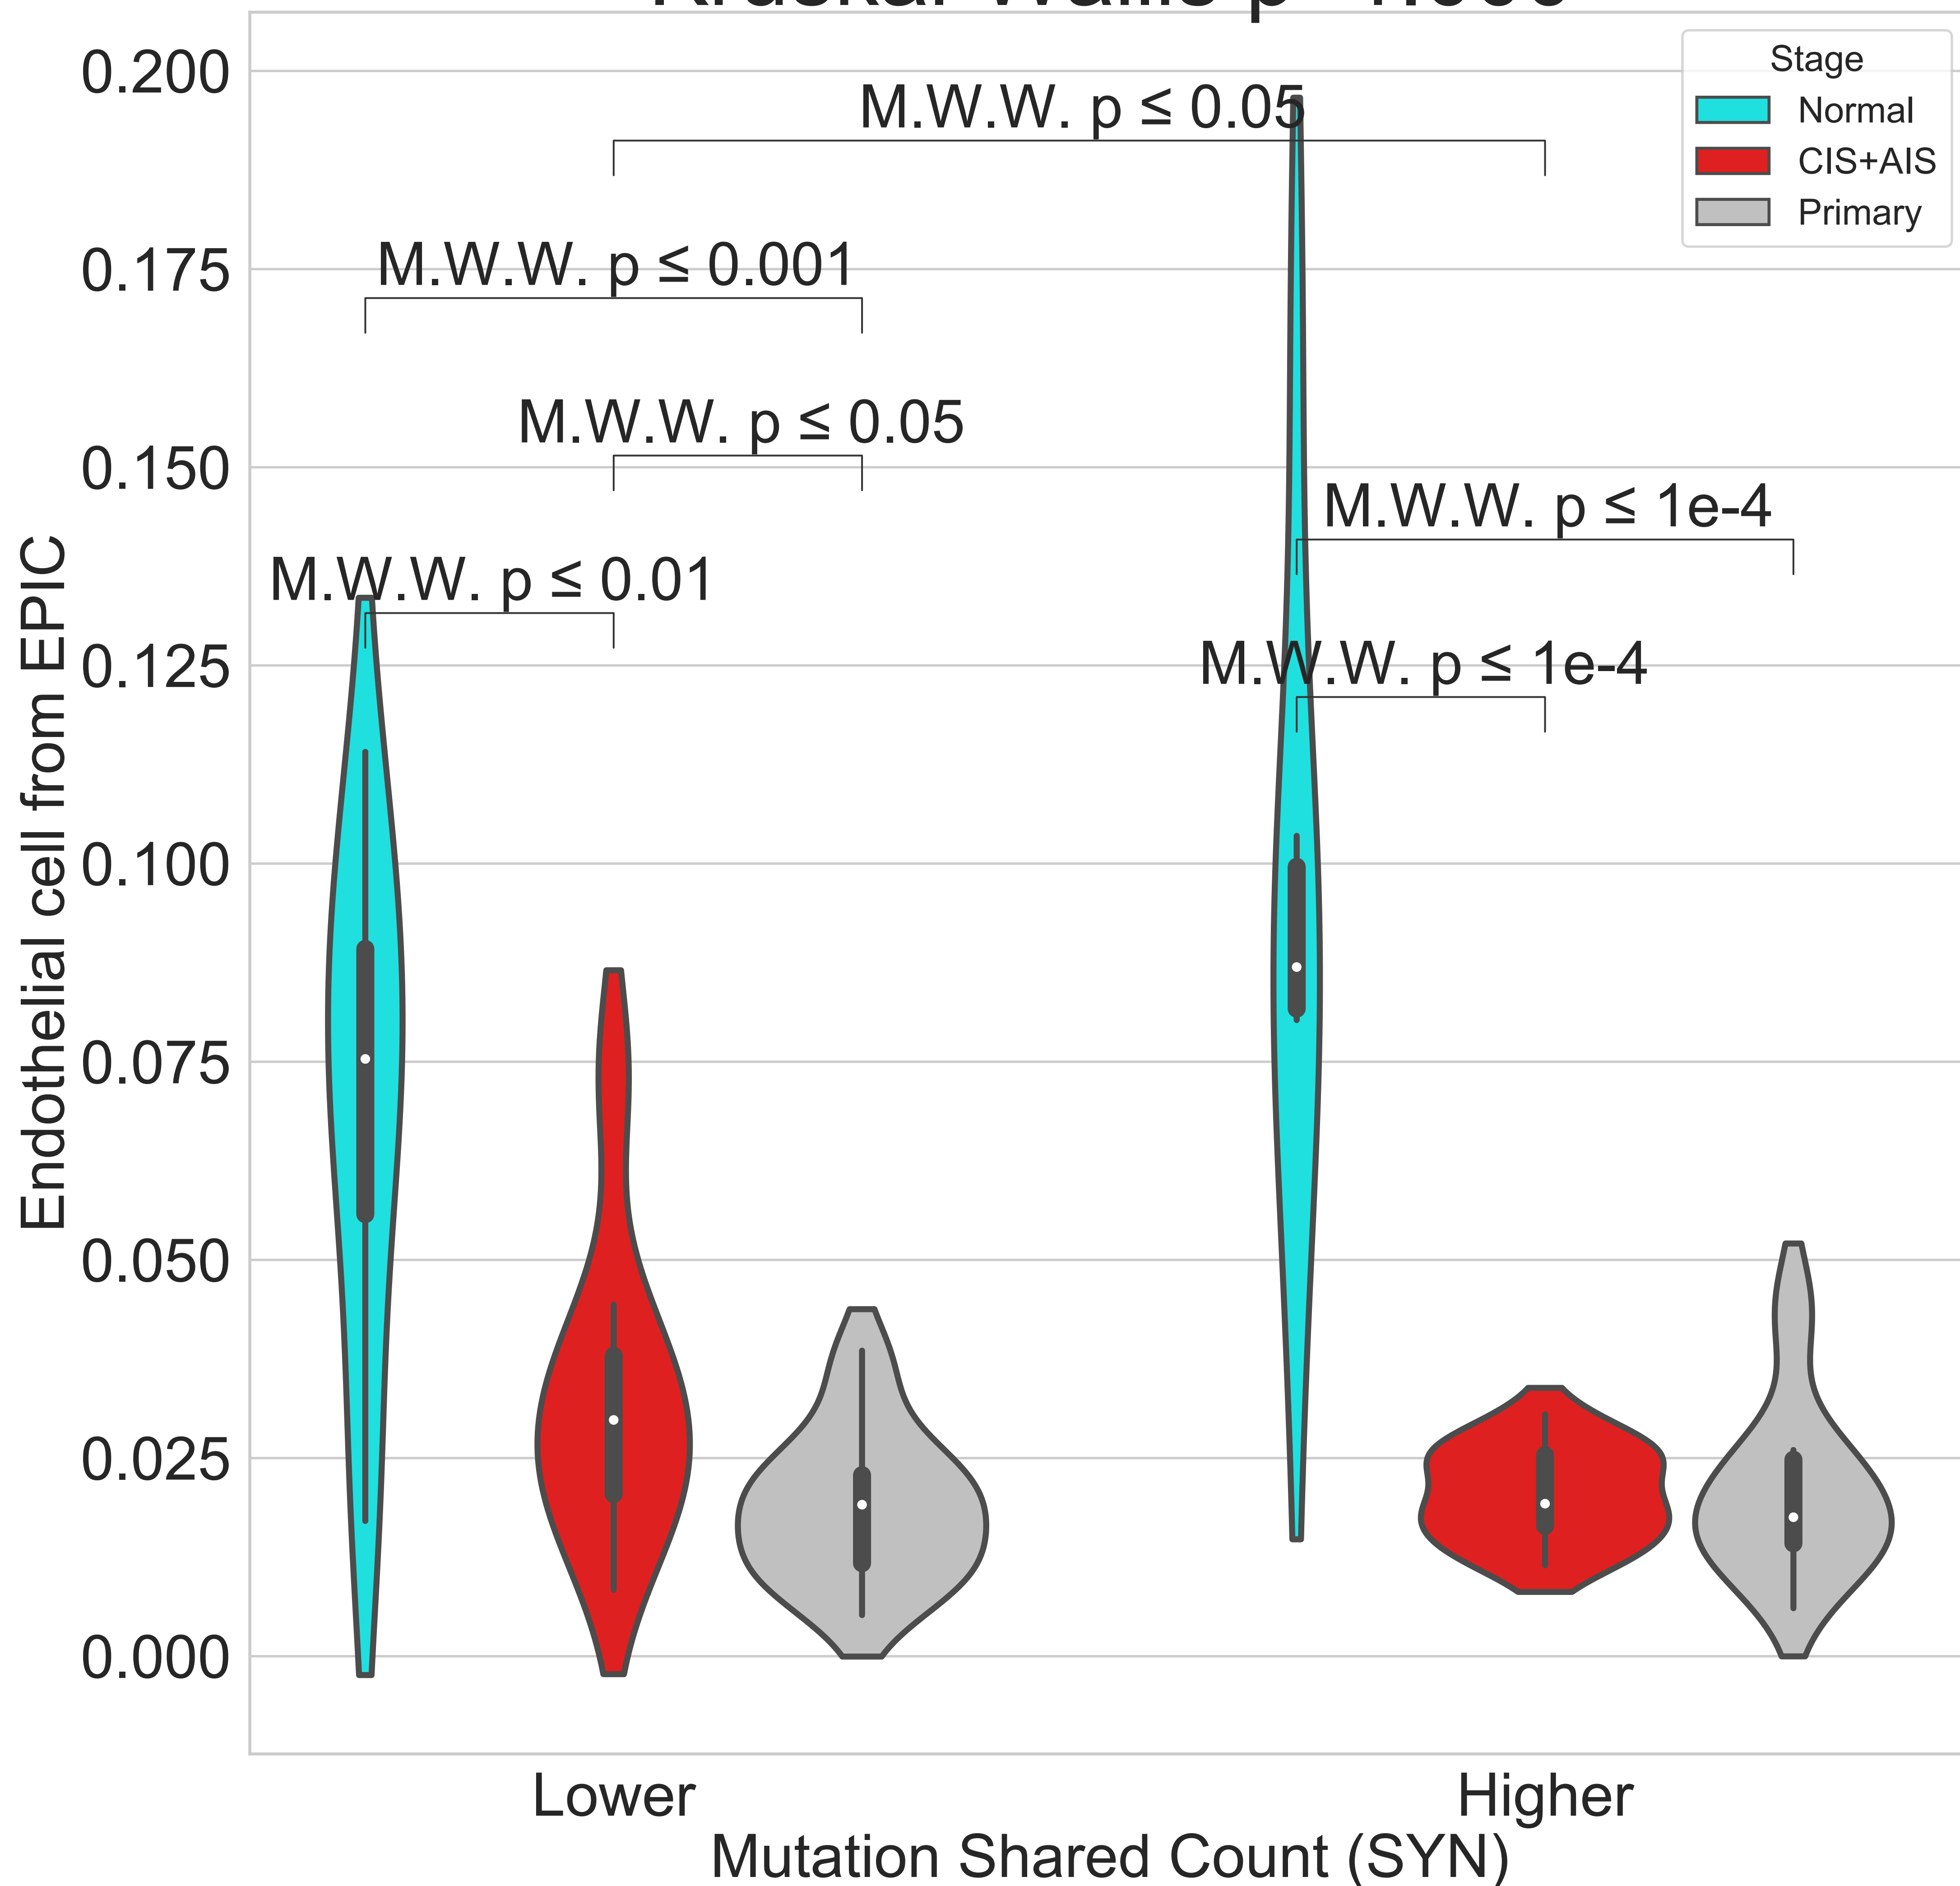 Stage
Normal
CIS+AIS
Primary
0.200
0.175
0.150
0.125
0.100
0.075
0.050
0.025
0.000
Endothelial cell from EPIC
M.W.W. p ≤ 0.05
M.W.W. p ≤ 0.001
M.W.W. p ≤ 0.05
M.W.W. p ≤ 1e-4
M.W.W. p ≤ 0.01
M.W.W. p ≤ 1e-4
Lower
Higher
Mutation Shared Count (SYN)